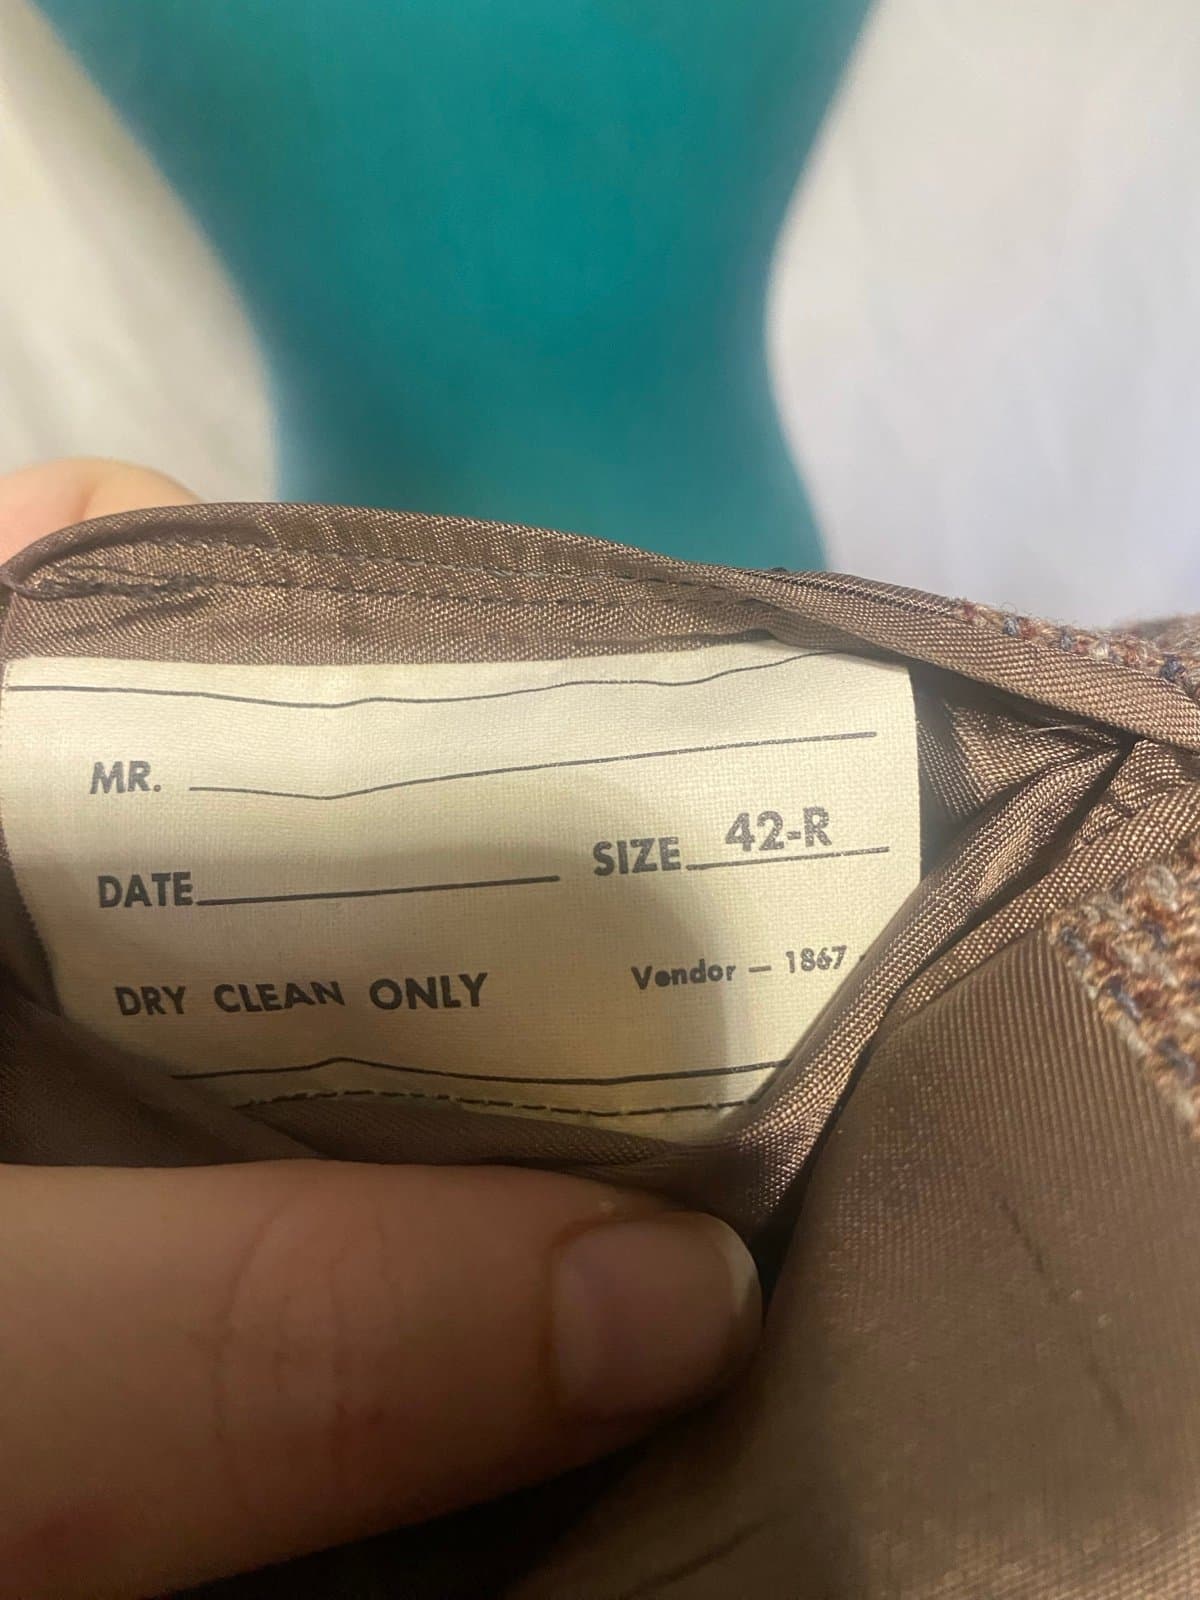 MR.
DATE SIZE 42-R
DRY CLEAN ONLY Vendor — 1867